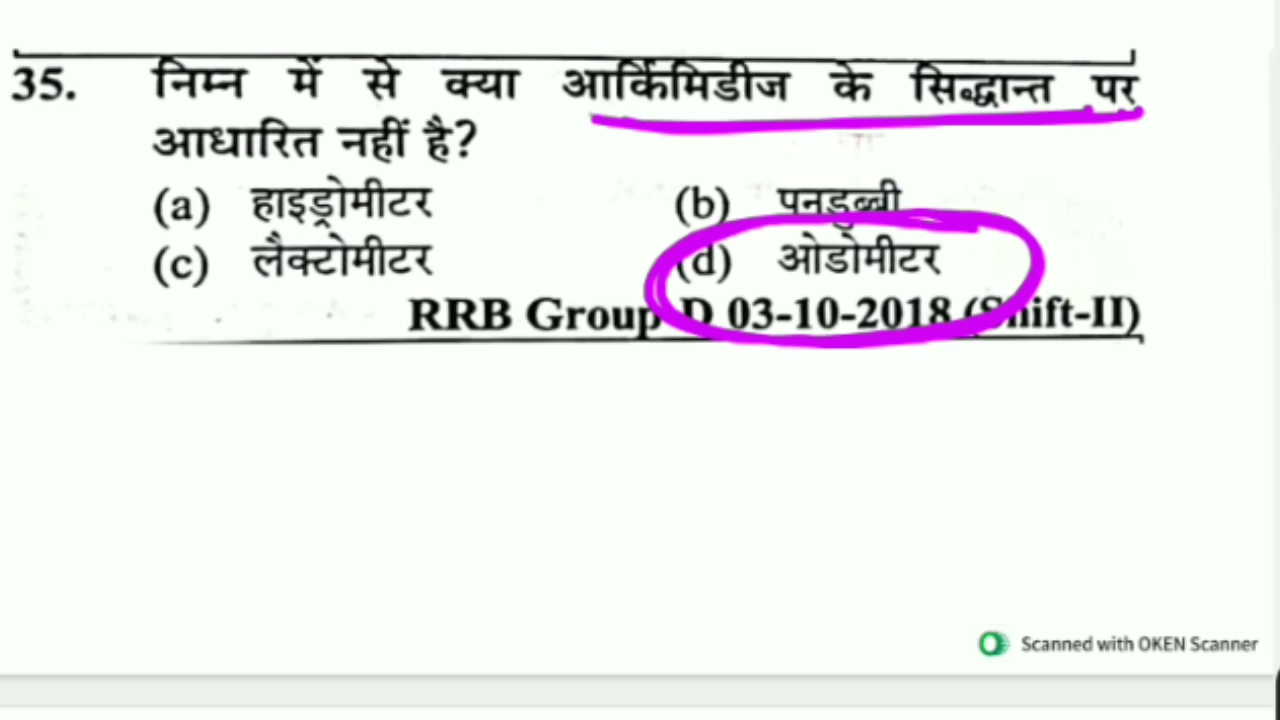 35. निम्न में से क्या आर्किमिडीज के सिद्धान्त पर
आधारित नहीं है?
(a) हाइड्रोमीटर (b) पनडुब्बी
(c) लैक्टोमीटर (d) ओडोमीटर
RRB Group D 03-10-2018 (Shift-II)
Scanned with OKEN Scanner